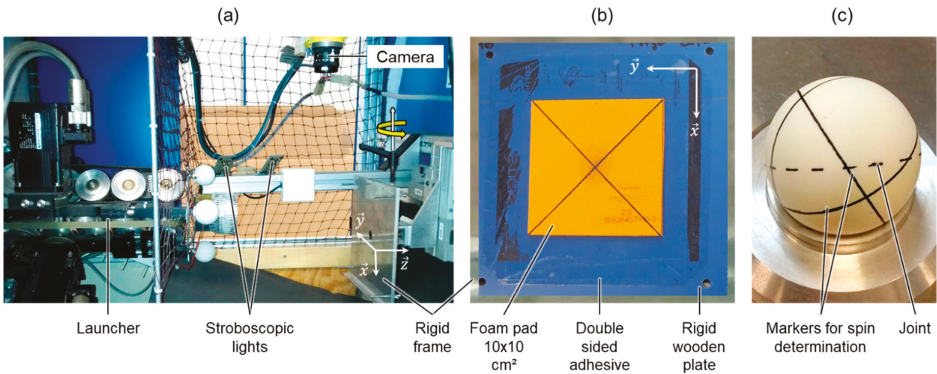 (a)
(b)
(c)
Camera
y⃗
x⃗
z⃗
y⃗
x⃗
Launcher
Stroboscopic
lights
Rigid
frame
Foam pad
10x10
cm²
Double
sided
adhesive
Rigid
wooden
plate
Markers for spin
determination
Joint